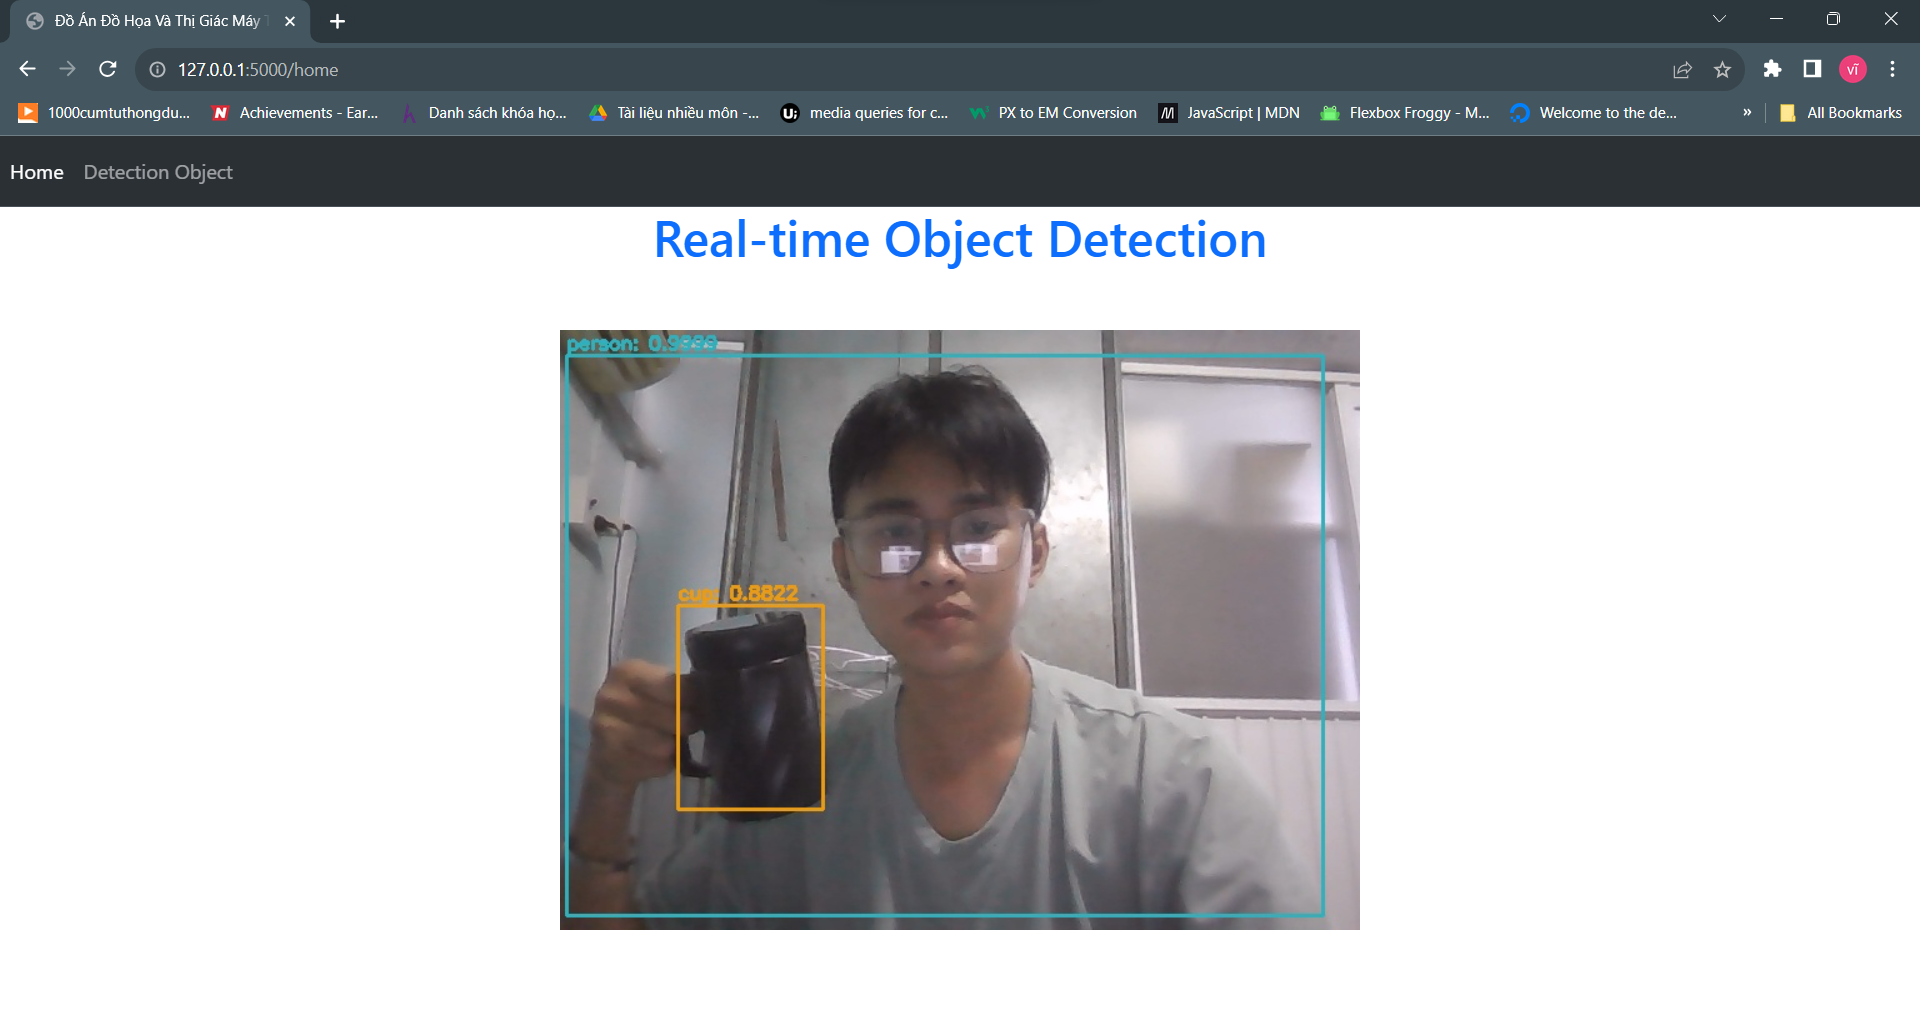 Đồ Án Đồ Họa Và Thị Giác Máy
127.0.0.1:5000/home
vĩ
1000cumtuthongdu...
Achievements - Ear...
Danh sách khóa họ...
Tài liệu nhiều môn -...
media queries for c...
PX to EM Conversion
JavaScript | MDN
Flexbox Froggy - M...
Welcome to the de...
»
All Bookmarks
Home
Detection Object
Real-time Object Detection
person: 0.9999
cup: 0.8822